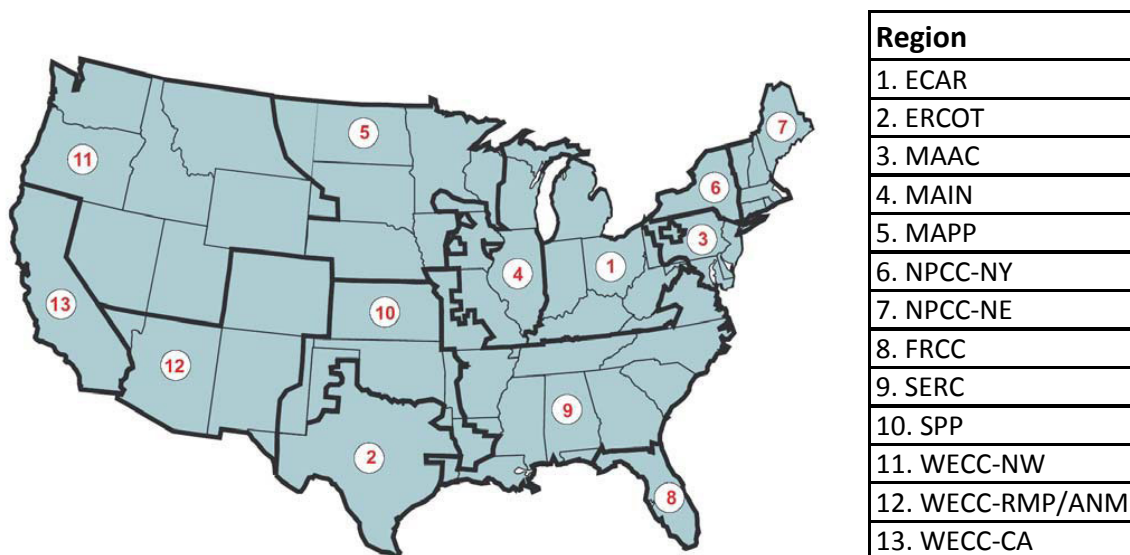 Region
1. ECAR
2. ERCOT
3. MAAC
4. MAIN
5. MAPP
6. NPCC-NY
7. NPCC-NE
8. FRCC
9. SERC
10. SPP
11. WECC-NW
12. WECC-RMP/ANM
13. WECC-CA
5
7
11
6
3
1
4
13
10
12
9
2
8